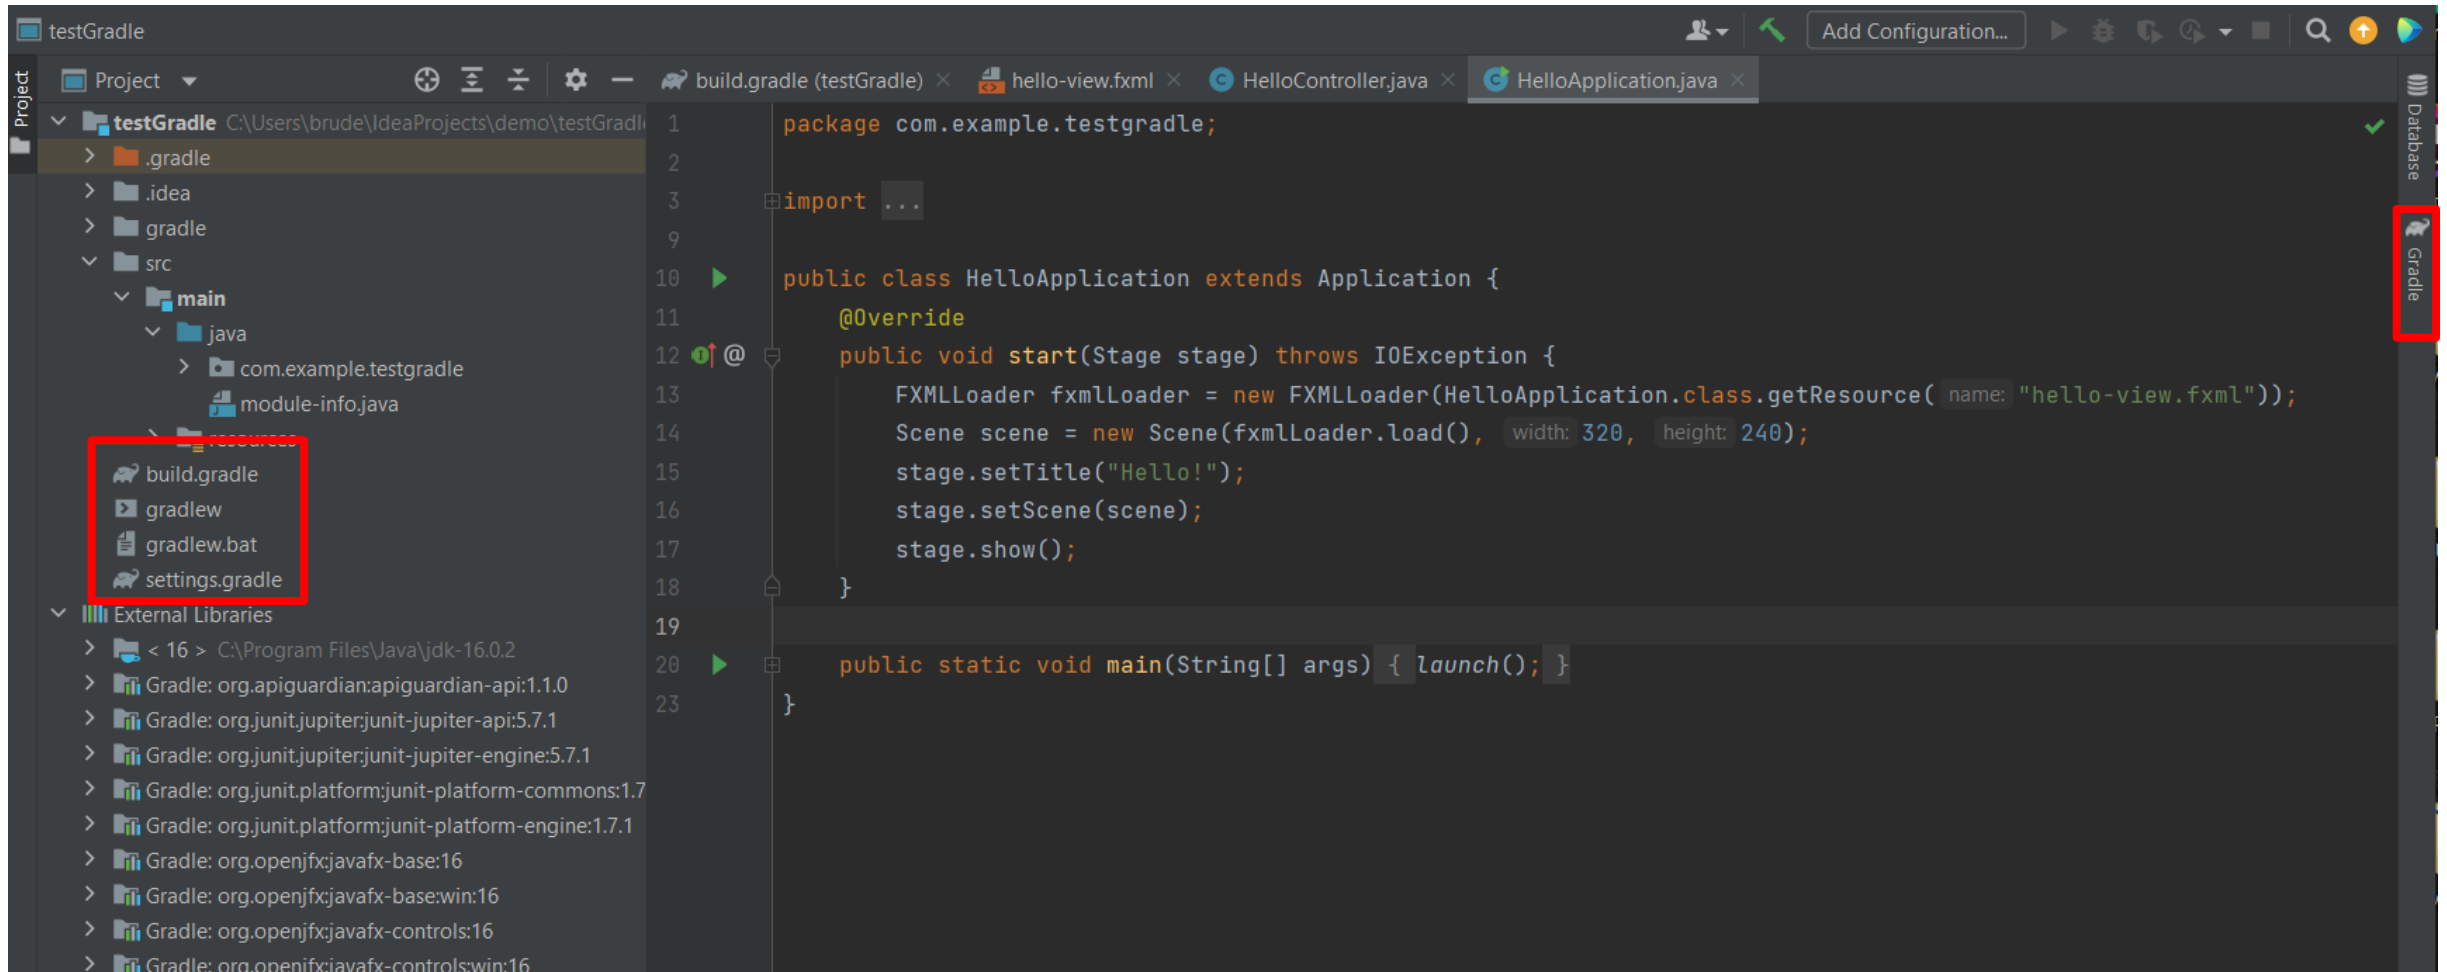 testGradle
Add Configuration...
Project
Project
build.gradle (testGradle)
hello-view.fxml
HelloController.java
HelloApplication.java
testGradle C:\Users\brude\IdeaProjects\demo\testGradle
.gradle
.idea
gradle
src
main
java
com.example.testgradle
module-info.java
resources
build.gradle
gradlew
gradlew.bat
settings.gradle
External Libraries
< 16 > C:\Program Files\Java\jdk-16.0.2
Gradle: org.apiguardian:apiguardian-api:1.1.0
Gradle: org.junit.jupiter:junit-jupiter-api:5.7.1
Gradle: org.junit.jupiter:junit-jupiter-engine:5.7.1
Gradle: org.junit.platform:junit-platform-commons:1.7
Gradle: org.junit.platform:junit-platform-engine:1.7.1
Gradle: org.openjfx:javafx-base:16
Gradle: org.openjfx:javafx-base:win:16
Gradle: org.openjfx:javafx-controls:16
Gradle: org.openjfx:javafx-controls:win:16
1 package com.example.testgradle;
2
3 import ...
9
10 public class HelloApplication extends Application {
11 @Override
12 @ public void start(Stage stage) throws IOException {
13 FXMLLoader fxmlLoader = new FXMLLoader(HelloApplication.class.getResource( name: "hello-view.fxml"));
14 Scene scene = new Scene(fxmlLoader.load(), width: 320, height: 240);
15 stage.setTitle("Hello!");
16 stage.setScene(scene);
17 stage.show();
18 }
19
20 public static void main(String[] args) { launch(); }
23 }
Database
Gradle